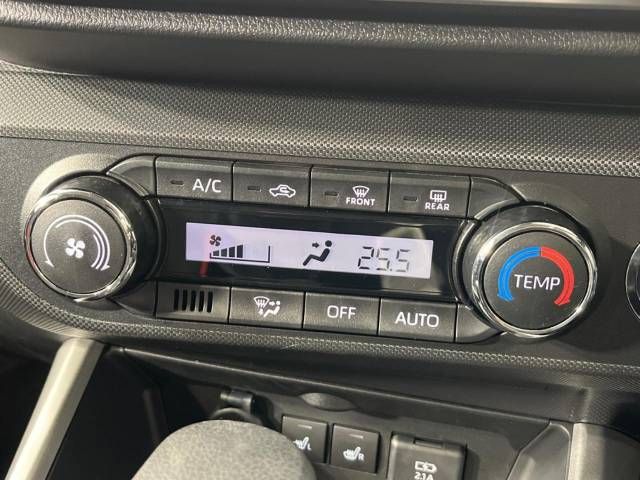 A/C
FRONT
REAR
25.5
TEMP
OFF
AUTO
L
R
2.1A